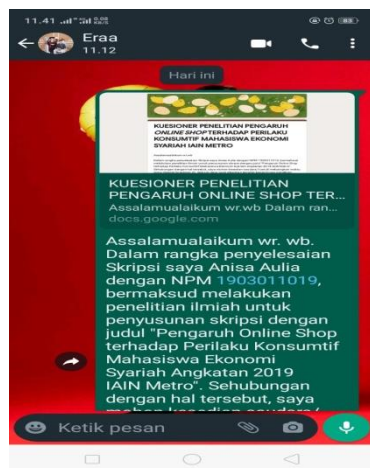 11.41
Eraa
11.12
Hari ini
KUESIONER PENELITIAN PENGARUH
ONLINE SHOP TERHADAP PERILAKU
KONSUMTIF MAHASISWA EKONOMI
SYARIAH IAIN METRO
KUESIONER PENELITIAN
PENGARUH ONLINE SHOP TER...
Assalamualaikum wr.wb Dalam ran...
docs.google.com
Assalamualaikum wr. wb.
Dalam rangka penyelesaian
Skripsi saya Anisa Aulia
dengan NPM 1903011019,
bermaksud melakukan
penelitian ilmiah untuk
penyusunan skripsi dengan
judul "Pengaruh Online Shop
terhadap Perilaku Konsumtif
Mahasiswa Ekonomi
Syariah Angkatan 2019
IAIN Metro". Sehubungan
dengan hal tersebut, saya
mohon kesedian saudara/
Ketik pesan